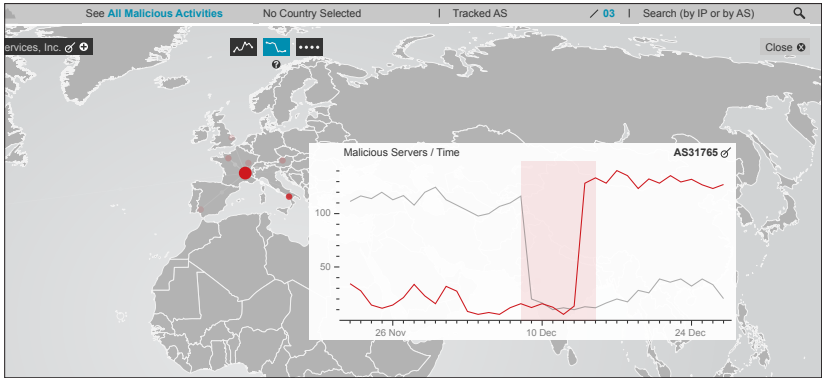 See All Malicious Activities No Country Selected | Tracked AS / 03 | Search (by IP or by AS)
ervices, Inc. Close
?
Malicious Servers / Time AS31765
100
50
26 Nov 10 Dec 24 Dec